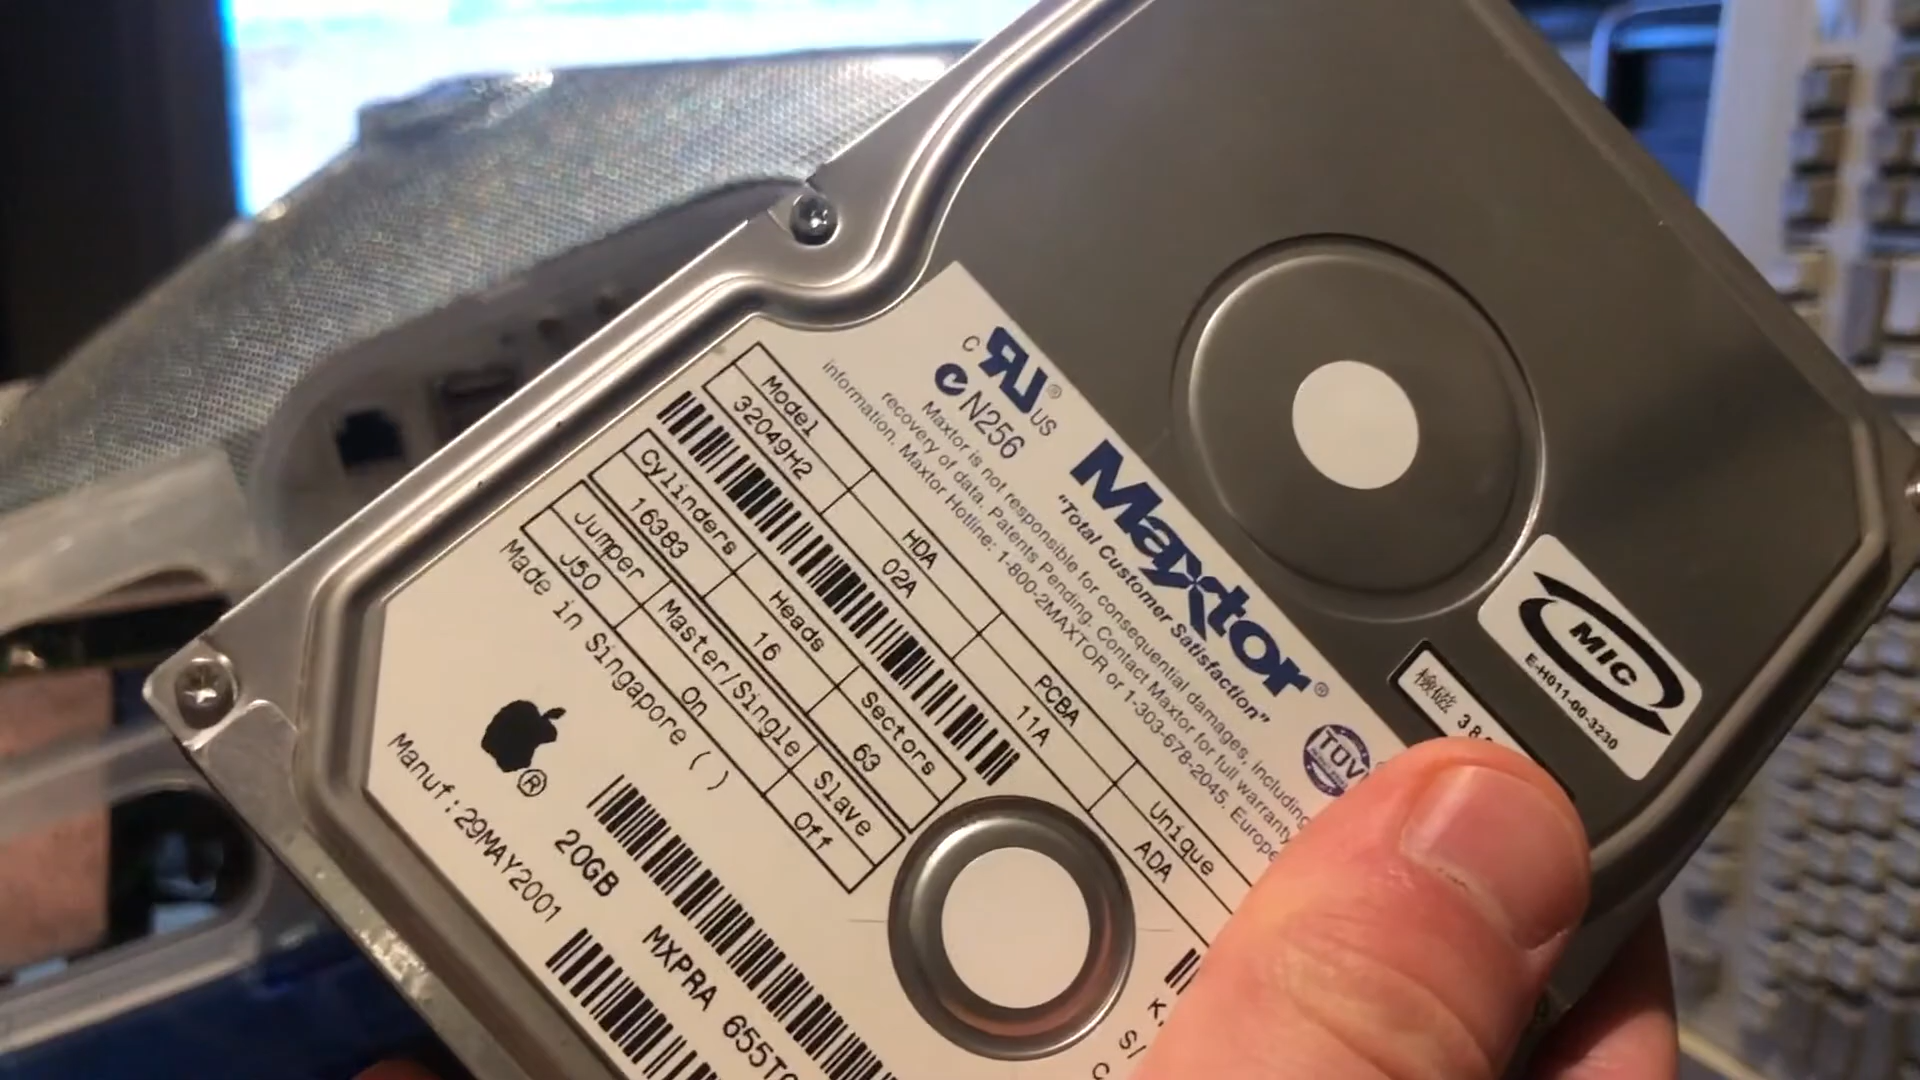 C US ®
N256
Maxtor®
"Total Customer Satisfaction"
Maxtor is not responsible for consequential damages, including
recovery of data. Patents Pending. Contact Maxtor for full warranty
information. Maxtor Hotline: 1-800-2MAXTOR or 1-303-678-2045. Europe
TÜV
Model HDA PCBA Unique
32049H2 02A 11A ADA
Cylinders Heads Sectors
16383 16 63
Jumper Master/Single Slave
J50 On Off
Made in Singapore ( )
®
20GB MXPRA
Manuf:29MAY2001
MIC
E-H011-00-3230